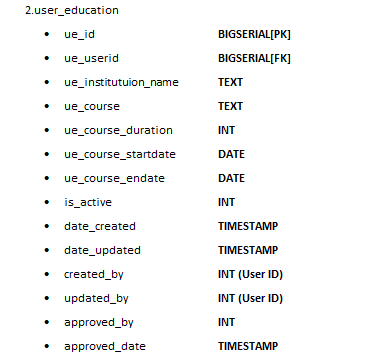 2.user_education
• ue_id BIGSERIAL[PK]
• ue_userid BIGSERIAL[FK]
• ue_institutuion_name TEXT
• ue_course TEXT
• ue_course_duration INT
• ue_course_startdate DATE
• ue_course_endate DATE
• is_active INT
• date_created TIMESTAMP
• date_updated TIMESTAMP
• created_by INT (User ID)
• updated_by INT (User ID)
• approved_by INT
• approved_date TIMESTAMP